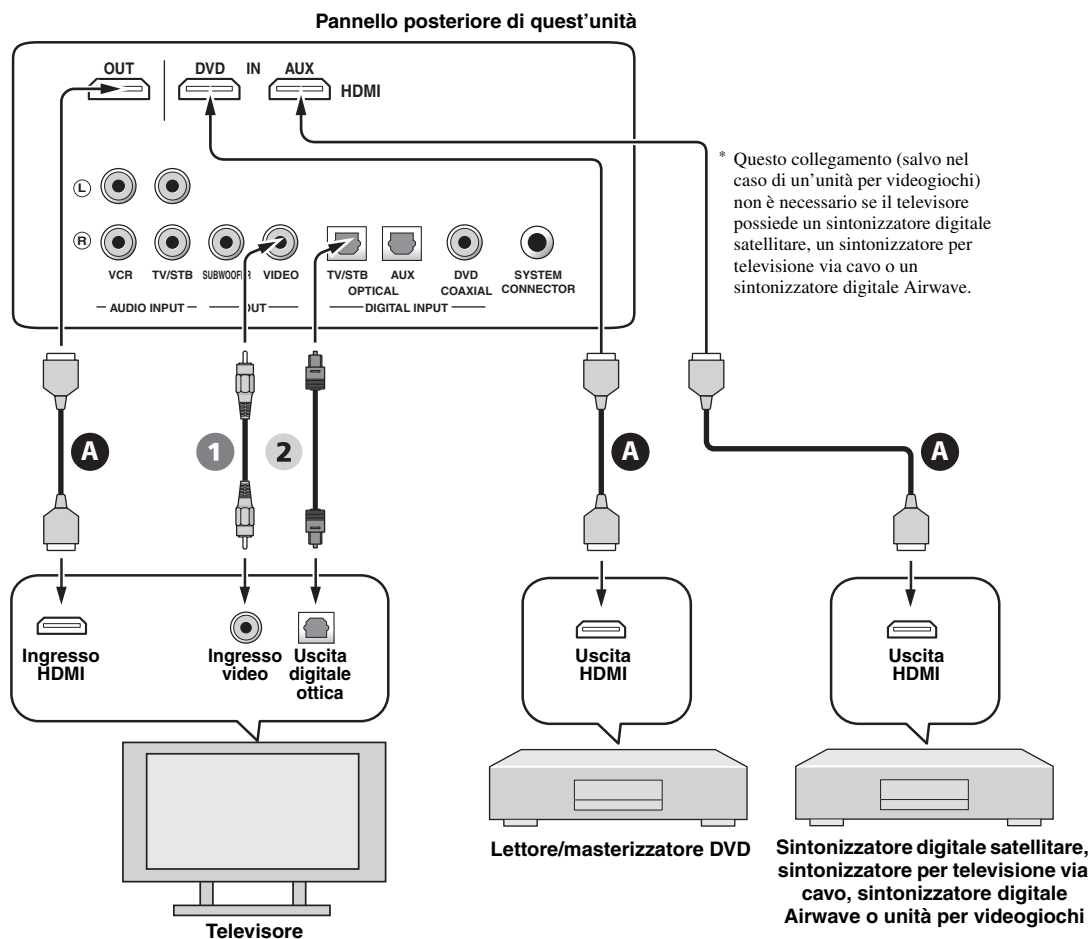 Pannello posteriore di quest'unità
OUT DVD IN AUX
HDMI
* Questo collegamento (salvo nel
caso di un'unità per videogiochi)
non è necessario se il televisore
possiede un sintonizzatore digitale
satellitare, un sintonizzatore per
televisione via cavo o un
sintonizzatore digitale Airwave.
L
R
VCR TV/STB SUBWOOFER VIDEO TV/STB AUX DVD SYSTEM
OPTICAL COAXIAL CONNECTOR
AUDIO INPUT OUT DIGITAL INPUT
A 1 2 A A
Ingresso
HDMI
Ingresso
video
Uscita
digitale
ottica
Uscita
HDMI
Uscita
HDMI
Televisore
Lettore/masterizzatore DVD
Sintonizzatore digitale satellitare,
sintonizzatore per televisione via
cavo, sintonizzatore digitale
Airwave o unità per videogiochi